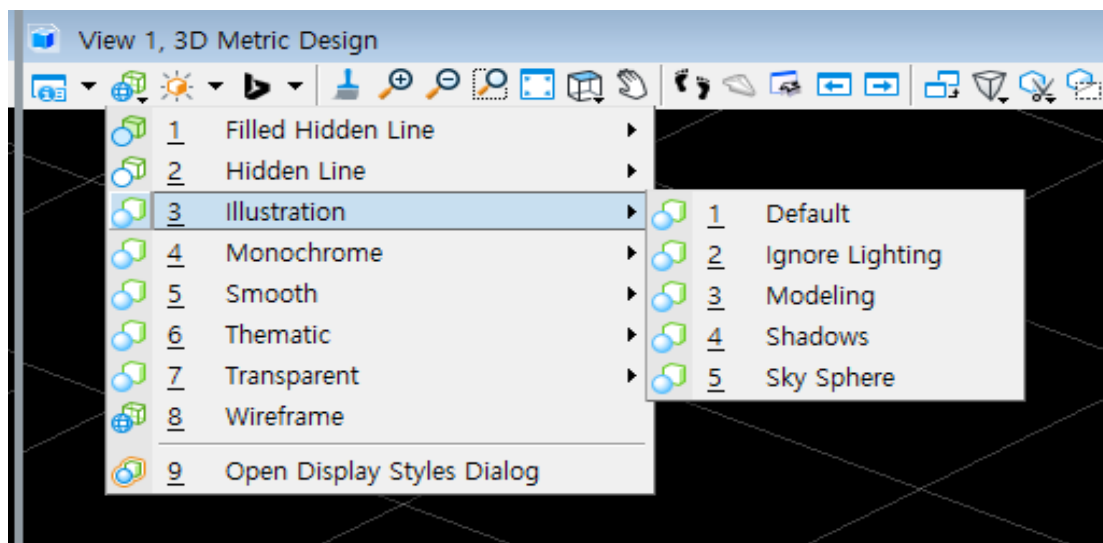 View 1, 3D Metric Design
1 Filled Hidden Line
2 Hidden Line
3 Illustration
4 Monochrome
5 Smooth
6 Thematic
7 Transparent
8 Wireframe
9 Open Display Styles Dialog
1 Default
2 Ignore Lighting
3 Modeling
4 Shadows
5 Sky Sphere